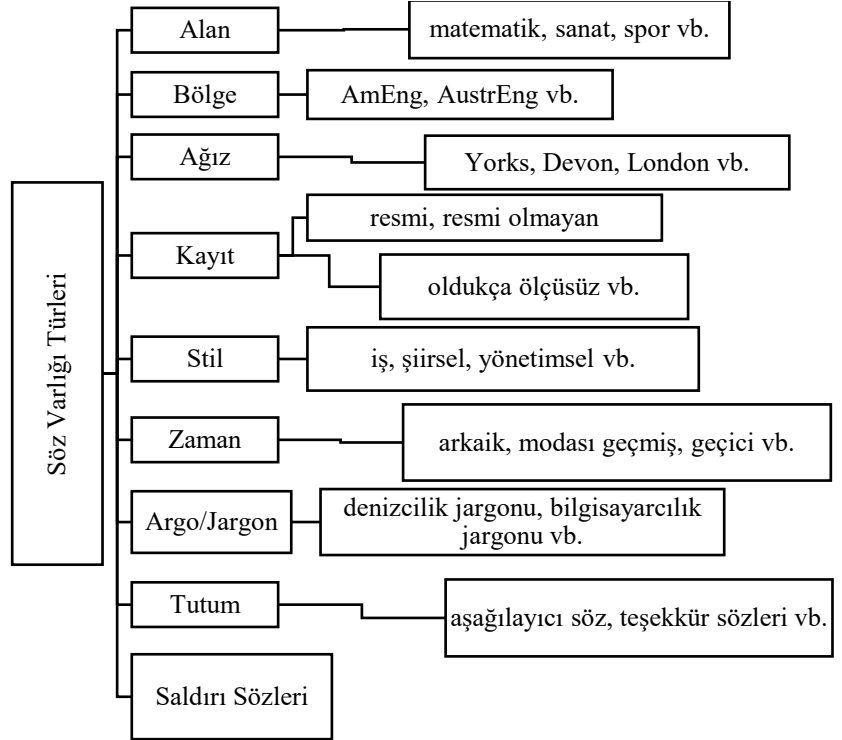 Söz Varlığı Türleri
Alan
matematik, sanat, spor vb.
Bölge
AmEng, AustrEng vb.
Ağız
Yorks, Devon, London vb.
Kayıt
resmi, resmi olmayan
oldukça ölçüsüz vb.
Stil
iş, şiirsel, yönetimsel vb.
Zaman
arkaik, modası geçmiş, geçici vb.
Argo/Jargon
denizcilik jargonu, bilgisayarcılık
jargonu vb.
Tutum
aşağılayıcı söz, teşekkür sözleri vb.
Saldırı Sözleri